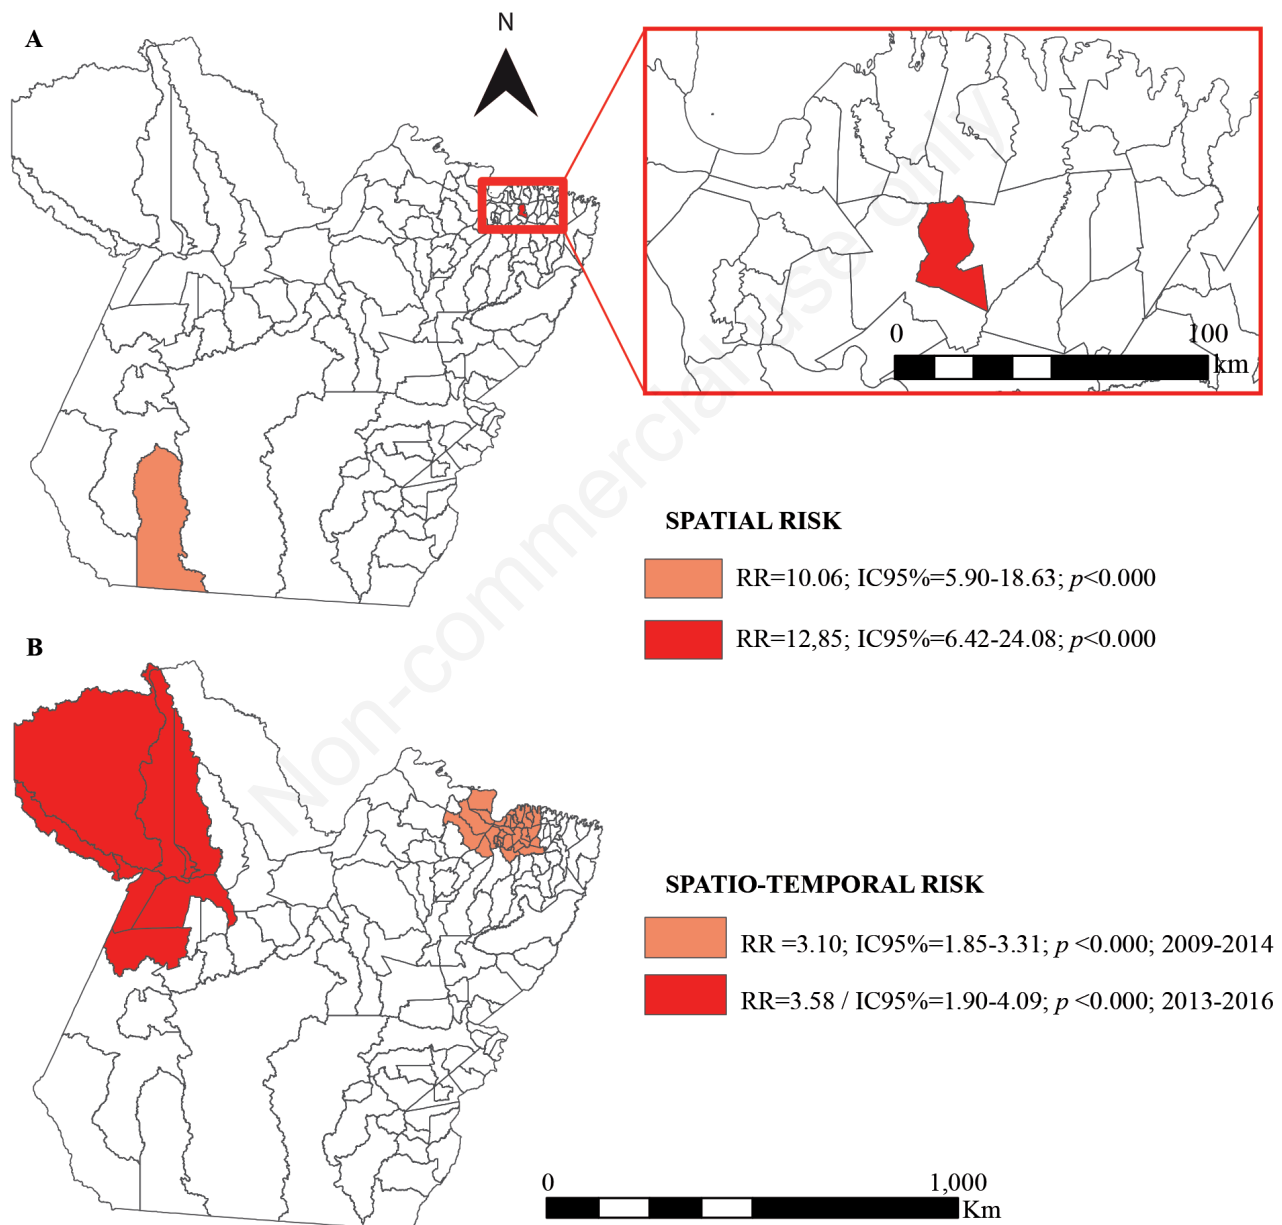 A
N
0 100
km
SPATIAL RISK
RR=10.06; IC95%=5.90-18.63; p<0.000
RR=12,85; IC95%=6.42-24.08; p<0.000
B
SPATIO-TEMPORAL RISK
RR =3.10; IC95%=1.85-3.31; p <0.000; 2009-2014
RR=3.58 / IC95%=1.90-4.09; p <0.000; 2013-2016
0 1,000
Km
Non-commercial use only